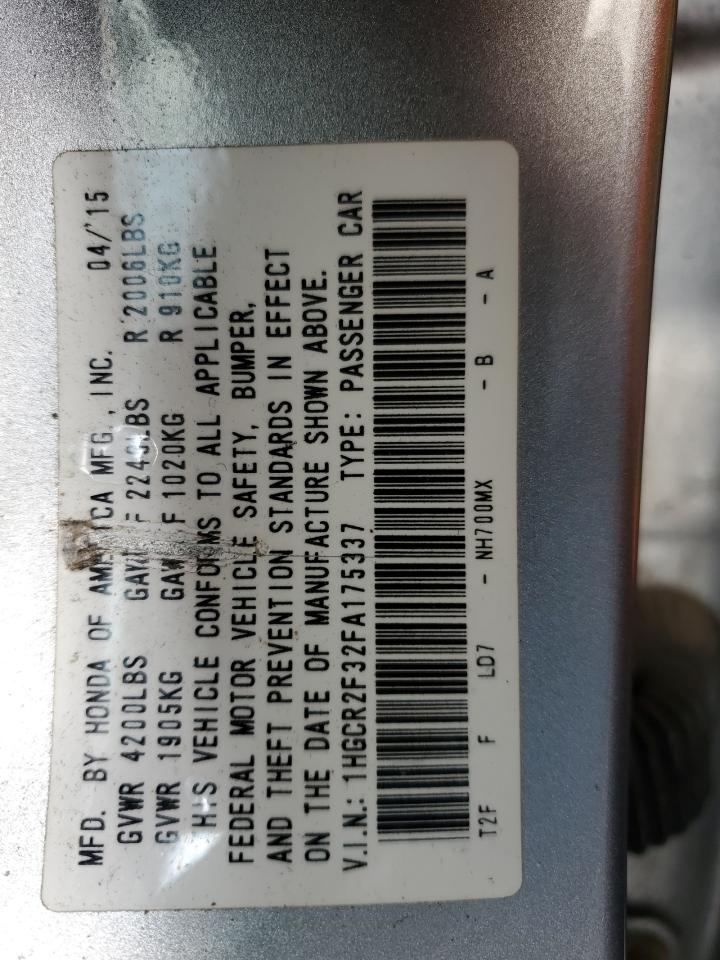 MFD. BY HONDA OF AMERICA MFG., INC. 04/'15
GVWR 4200LBS GAWR F 2249LBS R 2006LBS
GVWR 1905KG GAWR F 1020KG R 910KG
THIS VEHICLE CONFORMS TO ALL APPLICABLE
FEDERAL MOTOR VEHICLE SAFETY, BUMPER,
AND THEFT PREVENTION STANDARDS IN EFFECT
ON THE DATE OF MANUFACTURE SHOWN ABOVE.
V.I.N.: 1HGCR2F32FA175337 TYPE: PASSENGER CAR
T2F F LD7 - NH700MX - B - A